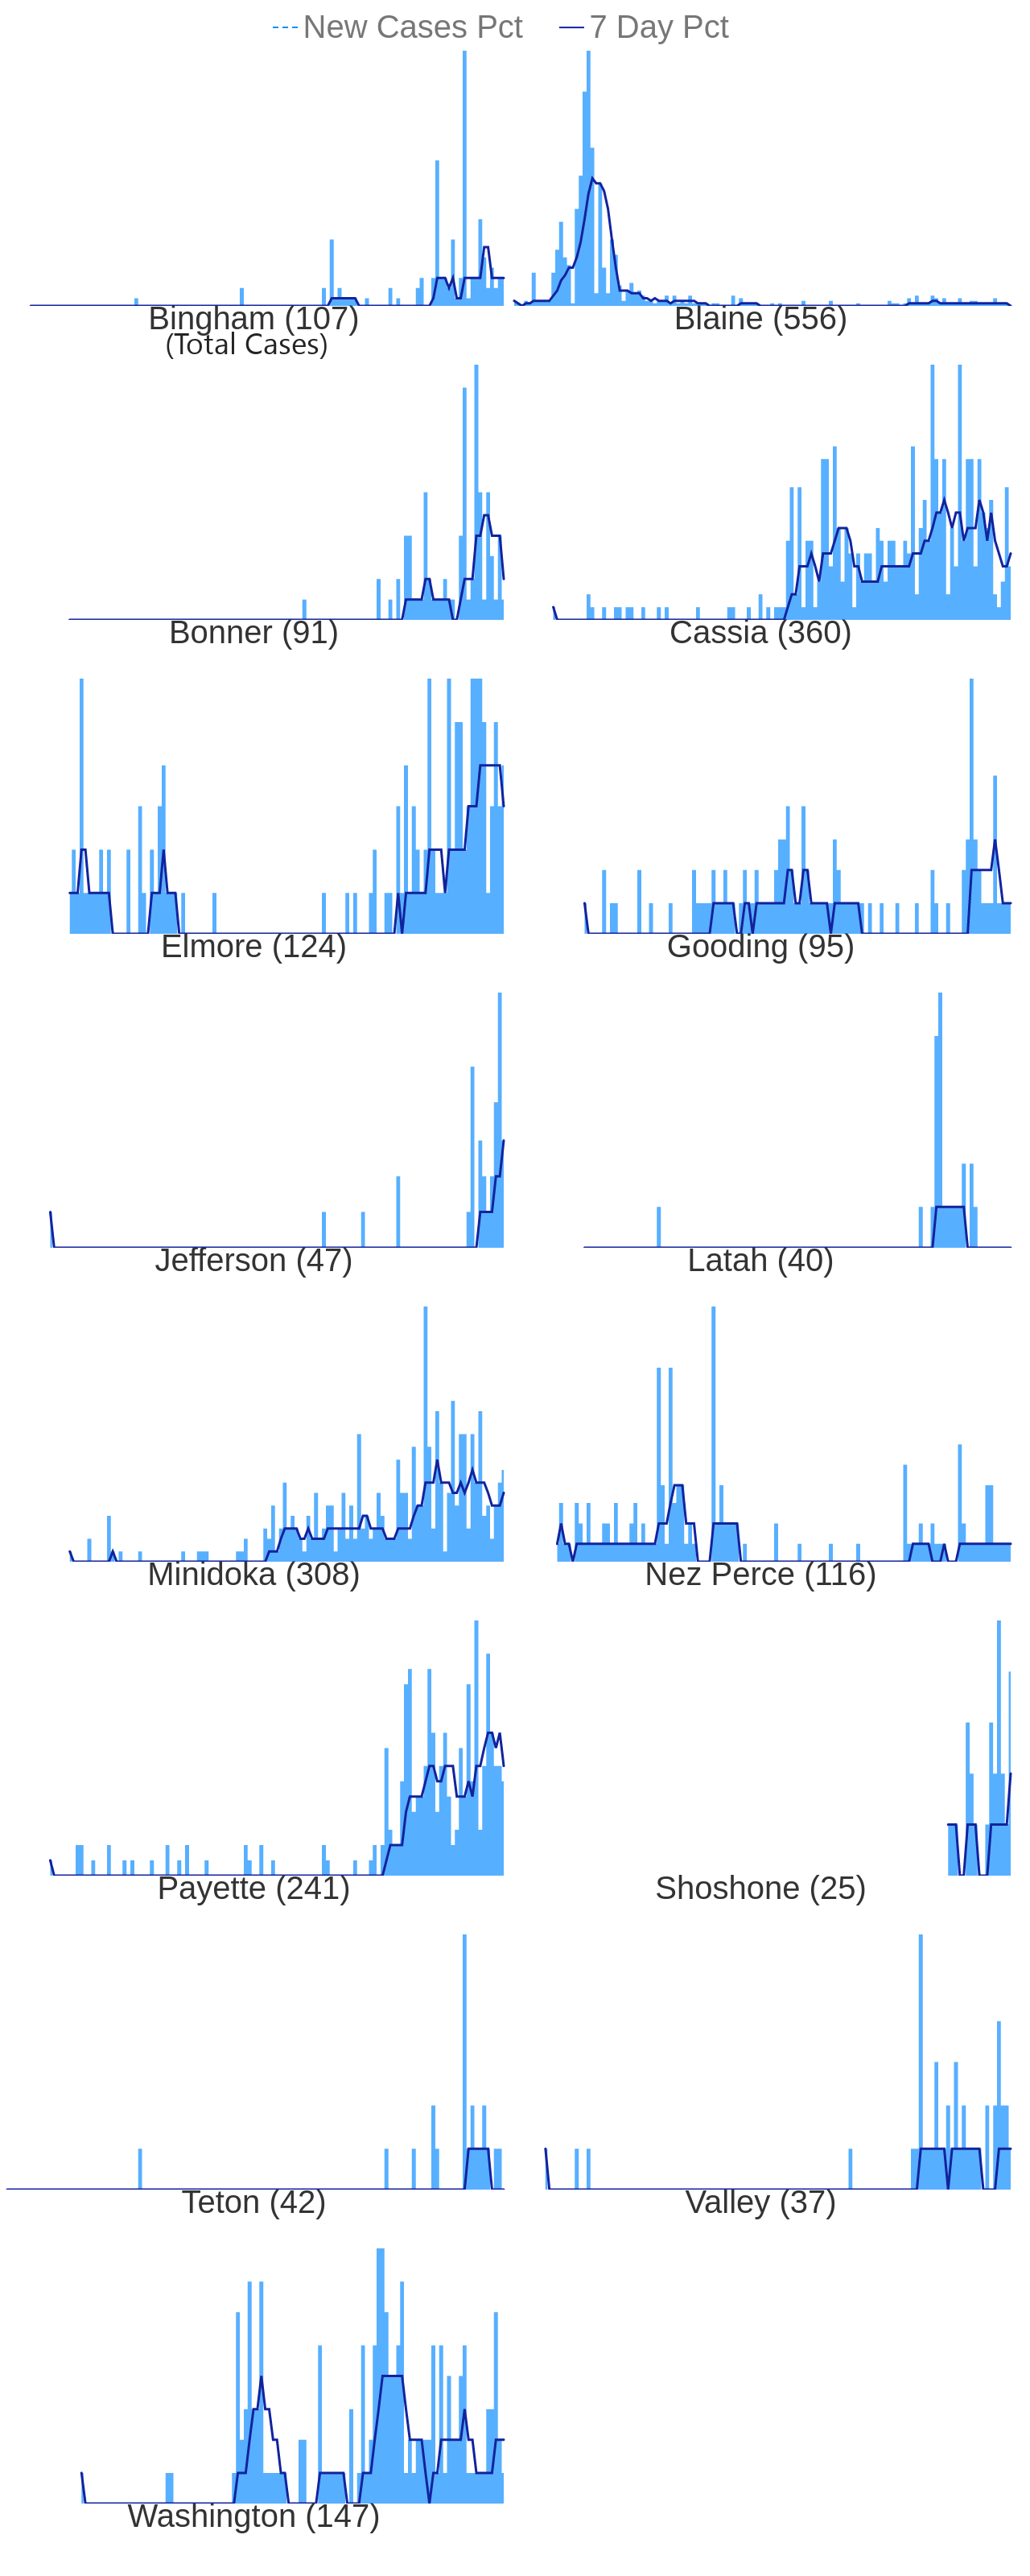 New Cases Pct 7 Day Pct
Bingham (107) Blaine (556)
(Total Cases)
Bonner (91) Cassia (360)
Elmore (124) Gooding (95)
Jefferson (47) Latah (40)
Minidoka (308) Nez Perce (116)
Payette (241) Shoshone (25)
Teton (42) Valley (37)
Washington (147)